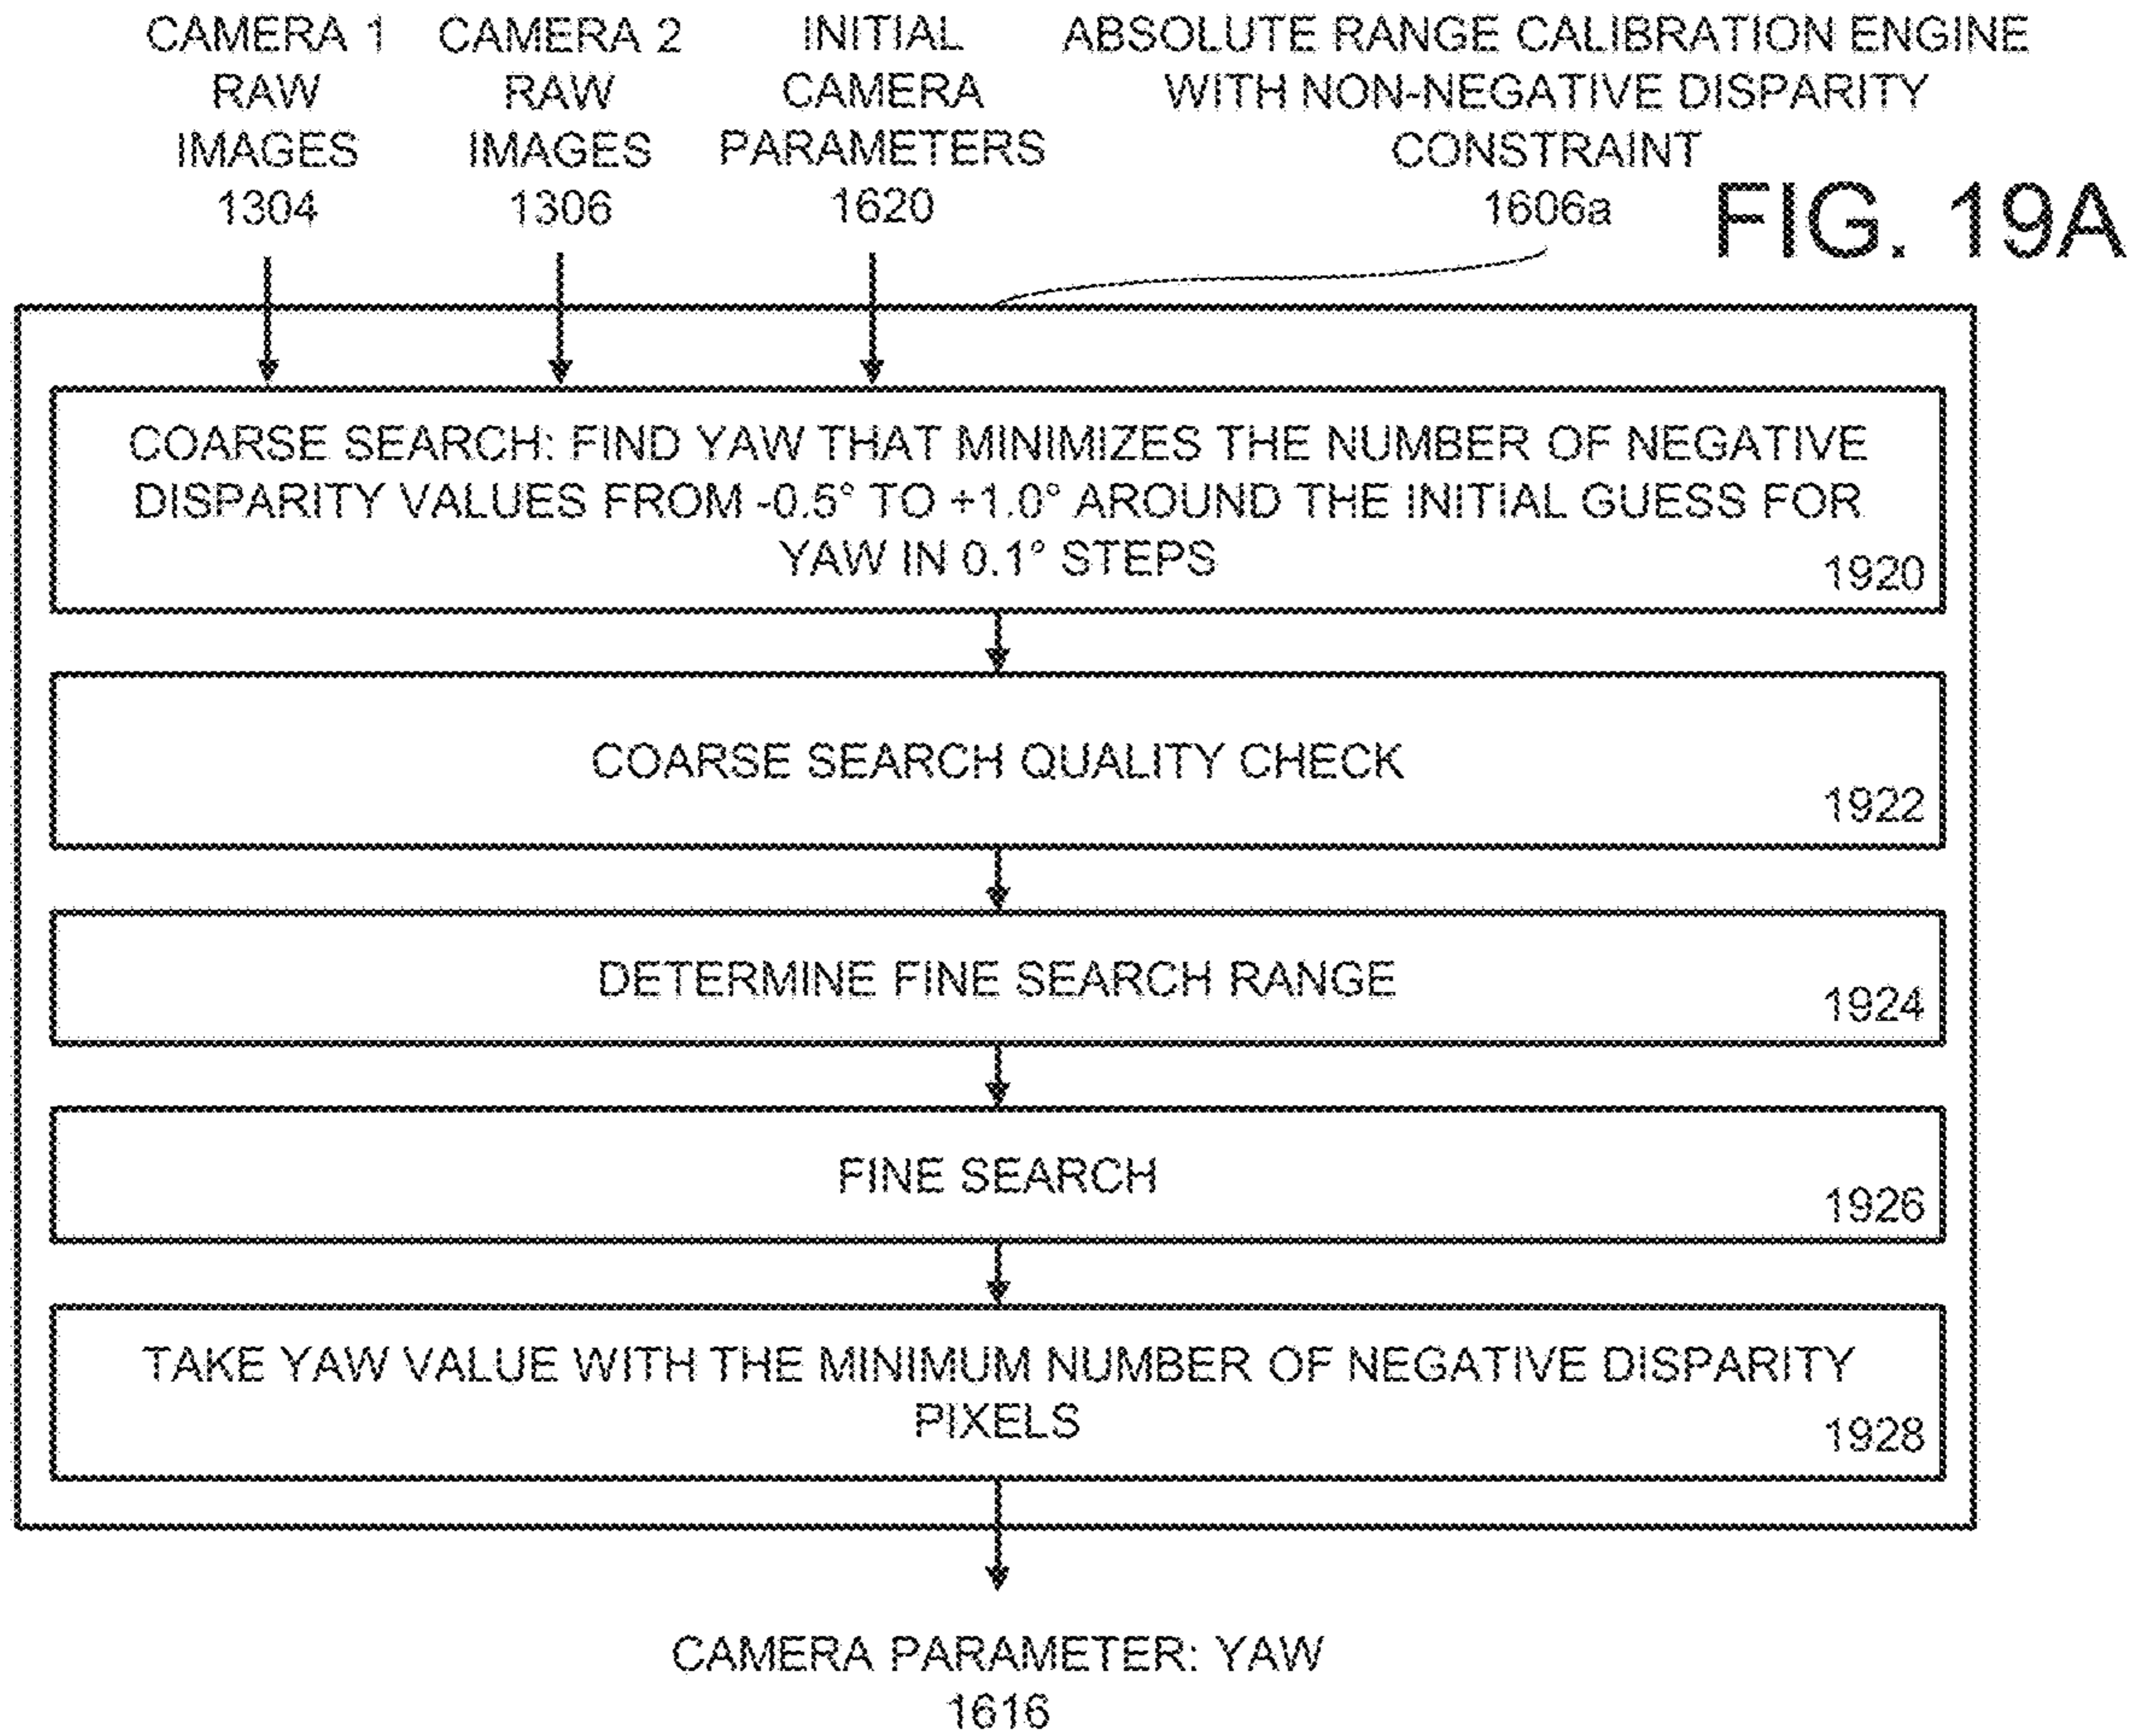 CAMERA 1
RAW
IMAGES
1304
CAMERA 2
RAW
IMAGES
1306
INITIAL
CAMERA
PARAMETERS
1620
ABSOLUTE RANGE CALIBRATION ENGINE
WITH NON-NEGATIVE DISPARITY
CONSTRAINT
1606a
FIG. 19A
COARSE SEARCH: FIND YAW THAT MINIMIZES THE NUMBER OF NEGATIVE
DISPARITY VALUES FROM -0.5° TO +1.0° AROUND THE INITIAL GUESS FOR
YAW IN 0.1° STEPS
1920
COARSE SEARCH QUALITY CHECK
1922
DETERMINE FINE SEARCH RANGE
1924
FINE SEARCH
1926
TAKE YAW VALUE WITH THE MINIMUM NUMBER OF NEGATIVE DISPARITY
PIXELS
1928
CAMERA PARAMETER: YAW
1616